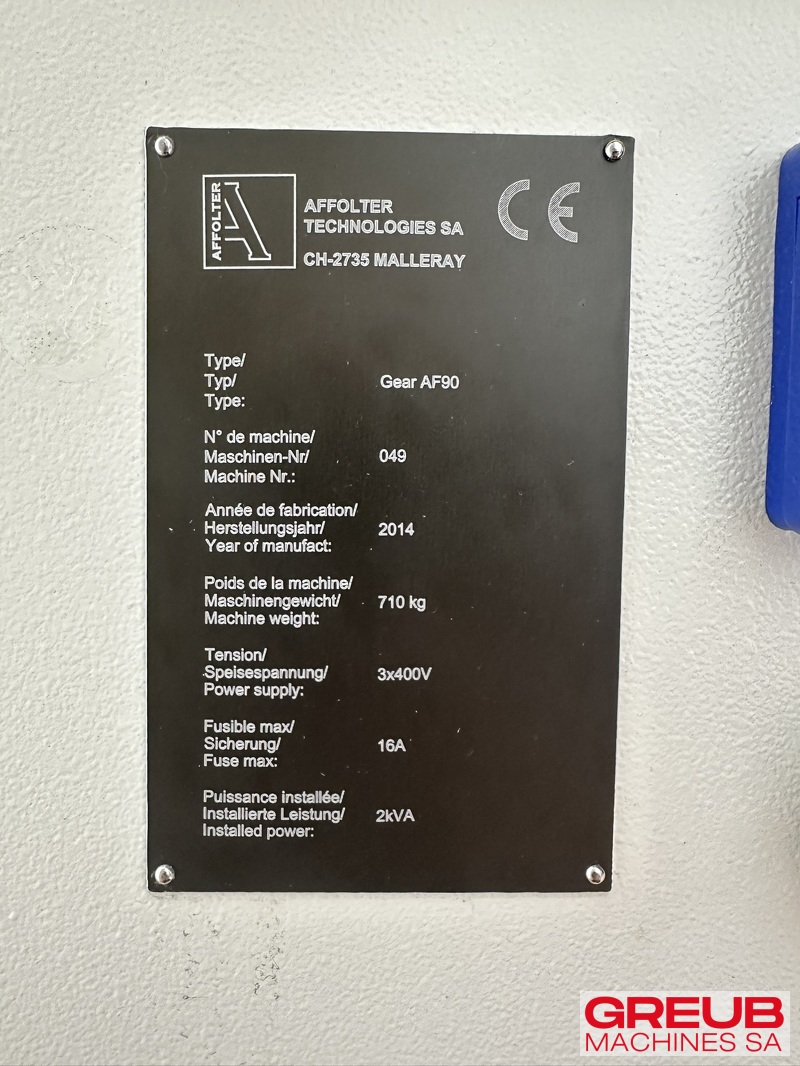 AFFOLTER
AFFOLTER
TECHNOLOGIES SA
CH-2735 MALLERAY
CE
Type/
Typ/
Type:
Gear AF90
N° de machine/
Maschinen-Nr/
Machine Nr.:
049
Année de fabrication/
Herstellungsjahr/
Year of manufact:
2014
Poids de la machine/
Maschinengewicht/
Machine weight:
710 kg
Tension/
Speisespannung/
Power supply:
3x400V
Fusible max/
Sicherung/
Fuse max:
16A
Puissance installée/
Installierte Leistung/
Installed power:
2kVA
GREUB
MACHINES SA